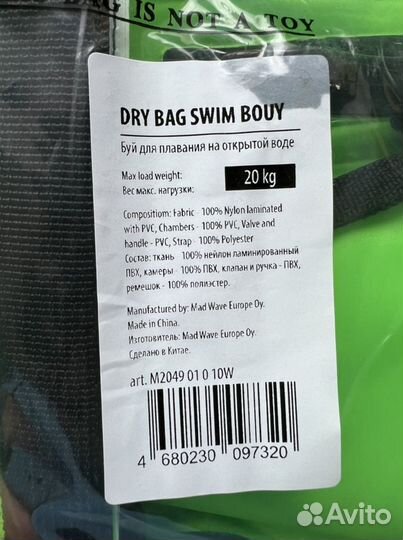 BAG IS NOT A TOY
DRY BAG SWIM BOUY
Буй для плавания на открытой воде
Max load weight:
Вес макс. нагрузки:
20 kg
Compositiom: Fabric - 100% Nylon laminated
with PVC, Chambers - 100% PVC, Valve and
handle - PVC, Strap - 100% Polyester
Состав: ткань - 100% нейлон ламинированный
ПВХ, камеры - 100% ПВХ, клапан и ручка - ПВХ,
ремешок - 100% полиэстер.
Manufactured by: Mad Wave Europe Oy.
Made in China.
Изготовитель: Mad Wave Europe Oy.
Сделано в Китае.
art. M2049 01 0 10W
4 680230 097320
Avito